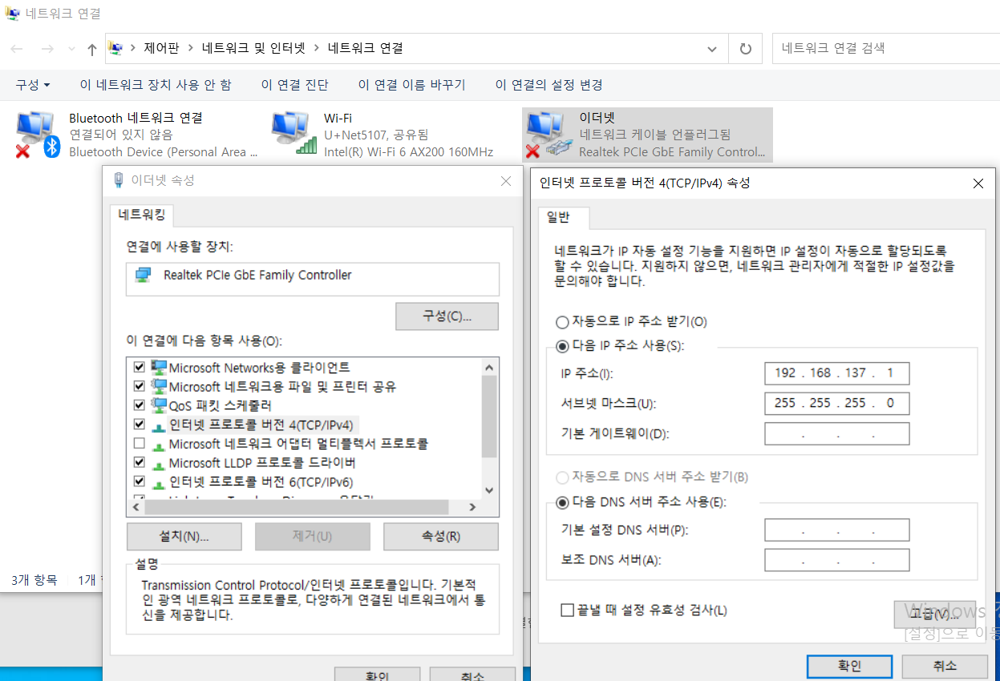 네트워크 연결
제어판 > 네트워크 및 인터넷 > 네트워크 연결
네트워크 연결 검색
구성 이 네트워크 장치 사용 안 함 이 연결 진단 이 연결 이름 바꾸기 이 연결의 설정 변경
Bluetooth 네트워크 연결
연결되어 있지 않음
Bluetooth Device (Personal Area ...
Wi-Fi
U+Net5107, 공유됨
Intel(R) Wi-Fi 6 AX200 160MHz
이더넷
네트워크 케이블 언플러그됨
Realtek PCIe GbE Family Control...
이더넷 속성
네트워킹
연결에 사용할 장치:
Realtek PCIe GbE Family Controller
구성(C)...
이 연결에 다음 항목 사용(O):
Microsoft Networks용 클라이언트
Microsoft 네트워크용 파일 및 프린터 공유
QoS 패킷 스케줄러
인터넷 프로토콜 버전 4(TCP/IPv4)
Microsoft 네트워크 어댑터 멀티플렉서 프로토콜
Microsoft LLDP 프로토콜 드라이버
인터넷 프로토콜 버전 6(TCP/IPv6)
설치(N)... 제거(U) 속성(R)
설명
Transmission Control Protocol/인터넷 프로토콜입니다. 기본적
인 광역 네트워크 프로토콜로, 다양하게 연결된 네트워크에서 통
신을 제공합니다.
확인 취소
3개 항목 1개
인터넷 프로토콜 버전 4(TCP/IPv4) 속성
일반
네트워크가 IP 자동 설정 기능을 지원하면 IP 설정이 자동으로 할당되도록
할 수 있습니다. 지원하지 않으면, 네트워크 관리자에게 적절한 IP 설정값을
문의해야 합니다.
자동으로 IP 주소 받기(O)
다음 IP 주소 사용(S):
IP 주소(I): 192 . 168 . 137 . 1
서브넷 마스크(U): 255 . 255 . 255 . 0
기본 게이트웨이(D): . . .
자동으로 DNS 서버 주소 받기(B)
다음 DNS 서버 주소 사용(E):
기본 설정 DNS 서버(P): . . .
보조 DNS 서버(A): . . .
끝낼 때 설정 유효성 검사(L)
고급(V)...
Windows
[설정]으로 이동
확인 취소